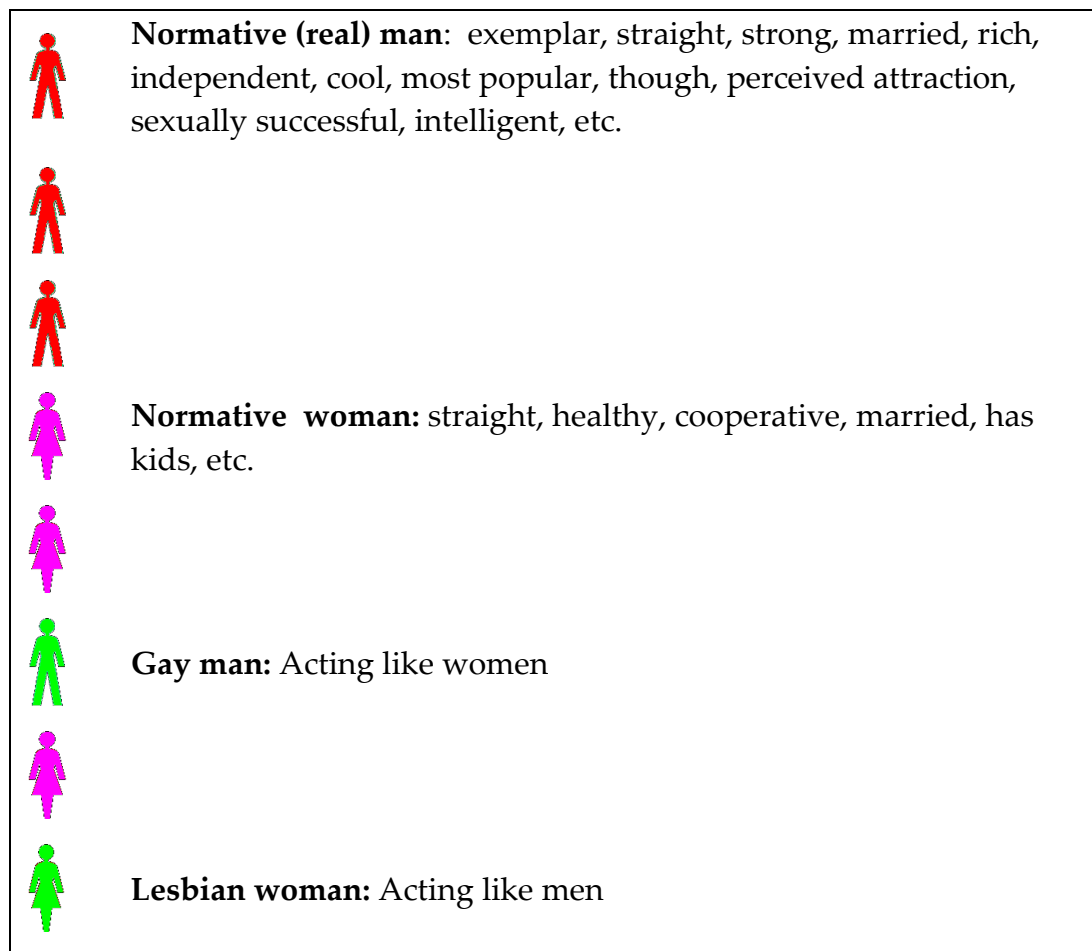 Normative (real) man:  exemplar, straight, strong, married, rich,
independent, cool, most popular, though, perceived attraction,
sexually successful, intelligent, etc.
Normative  woman: straight, healthy, cooperative, married, has
kids, etc.
Gay man: Acting like women
Lesbian woman: Acting like men